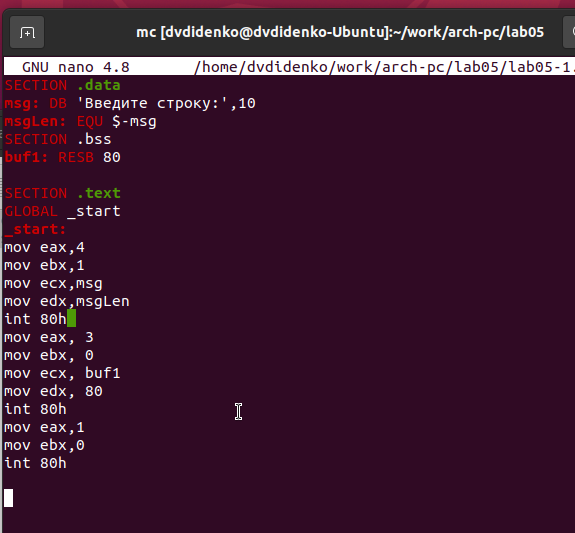 mc [dvdidenko@dvdidenko-Ubuntu]:~/work/arch-pc/lab05
GNU nano 4.8 /home/dvdidenko/work/arch-pc/lab05/lab05-1.
SECTION .data
msg: DB 'Введите строку:',10
msgLen: EQU $-msg
SECTION .bss
buf1: RESB 80
SECTION .text
GLOBAL _start
_start:
mov eax,4
mov ebx,1
mov ecx,msg
mov edx,msgLen
int 80h
mov eax, 3
mov ebx, 0
mov ecx, buf1
mov edx, 80
int 80h
mov eax,1
mov ebx,0
int 80h